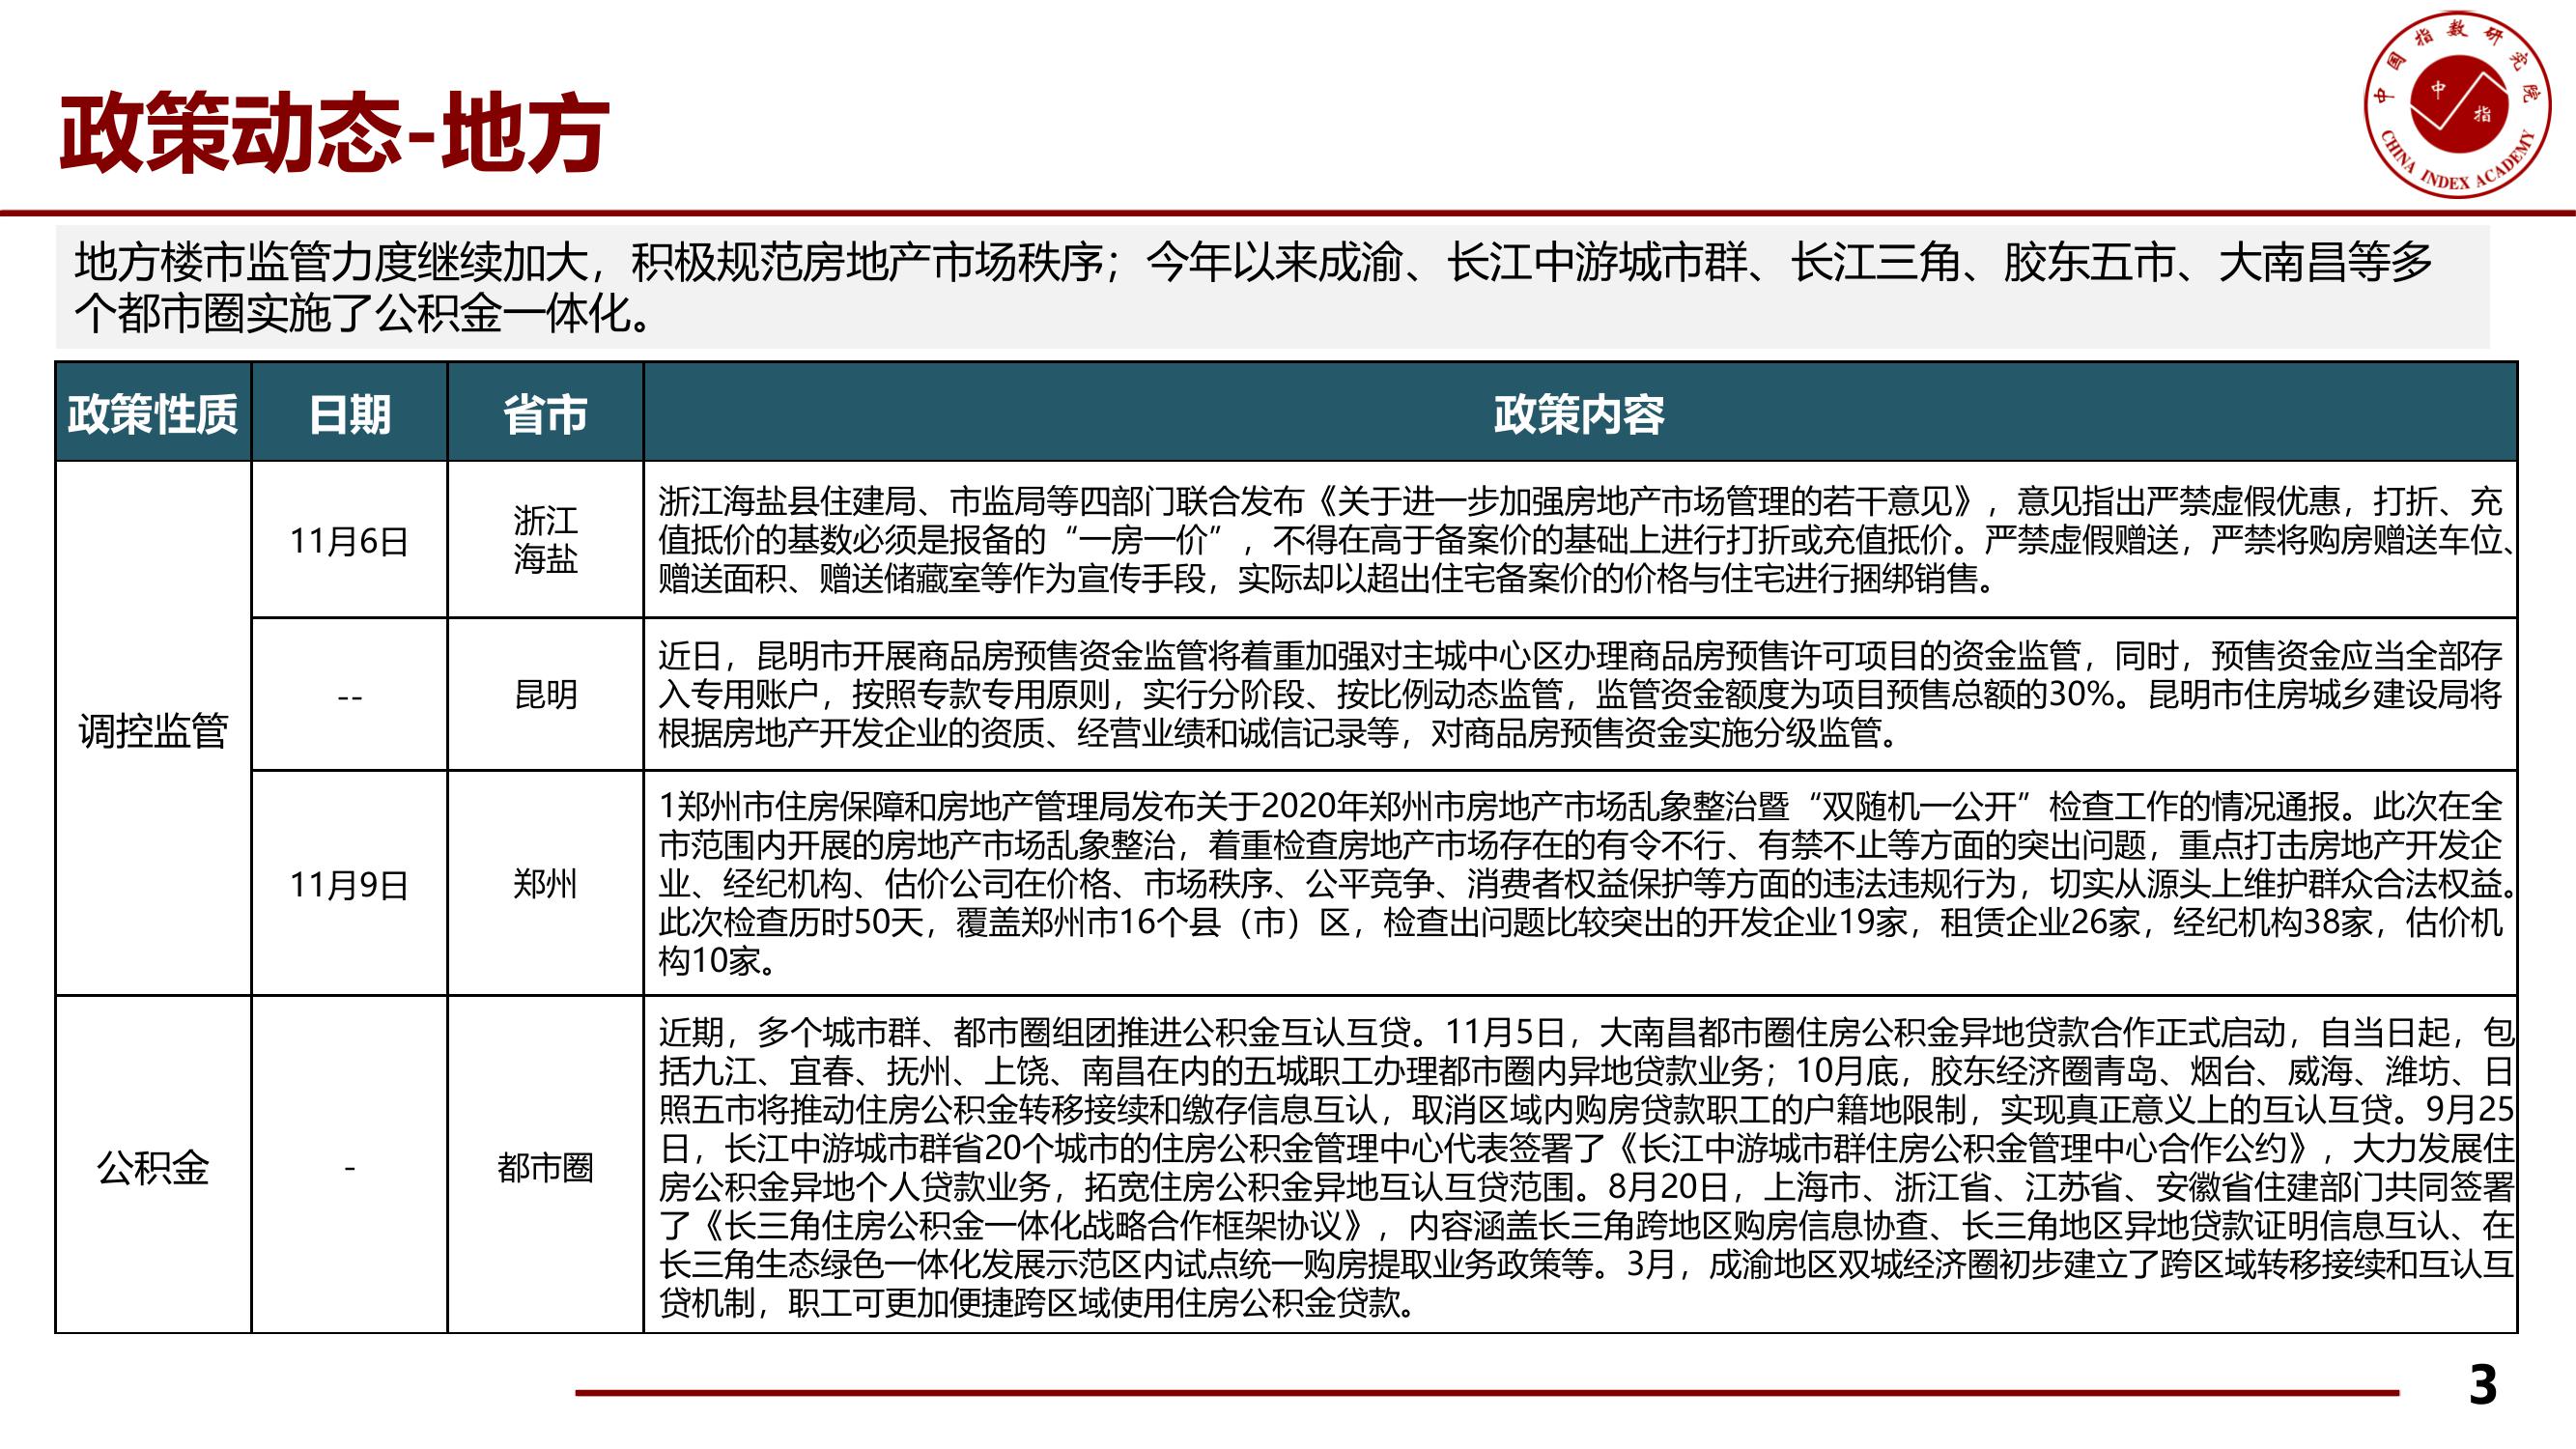 政策动态-地方
中国指数研究院
中指
CHINA INDEX ACADEMY
地方楼市监管力度继续加大，积极规范房地产市场秩序；今年以来成渝、长江中游城市群、长江三角、胶东五市、大南昌等多
个都市圈实施了公积金一体化。
政策性质 日期 省市 政策内容
调控监管
11月6日
浙江
海盐
浙江海盐县住建局、市监局等四部门联合发布《关于进一步加强房地产市场管理的若干意见》，意见指出严禁虚假优惠，打折、充
值抵价的基数必须是报备的“一房一价”，不得在高于备案价的基础上进行打折或充值抵价。严禁虚假赠送，严禁将购房赠送车位、
赠送面积、赠送储藏室等作为宣传手段，实际却以超出住宅备案价的价格与住宅进行捆绑销售。
--
昆明
近日，昆明市开展商品房预售资金监管将着重加强对主城中心区办理商品房预售许可项目的资金监管，同时，预售资金应当全部存
入专用账户，按照专款专用原则，实行分阶段、按比例动态监管，监管资金额度为项目预售总额的30%。昆明市住房城乡建设局将
根据房地产开发企业的资质、经营业绩和诚信记录等，对商品房预售资金实施分级监管。
11月9日
郑州
1郑州市住房保障和房地产管理局发布关于2020年郑州市房地产市场乱象整治暨“双随机一公开”检查工作的情况通报。此次在全
市范围内开展的房地产市场乱象整治，着重检查房地产市场存在的有令不行、有禁不止等方面的突出问题，重点打击房地产开发企
业、经纪机构、估价公司在价格、市场秩序、公平竞争、消费者权益保护等方面的违法违规行为，切实从源头上维护群众合法权益。
此次检查历时50天，覆盖郑州市16个县（市）区，检查出问题比较突出的开发企业19家，租赁企业26家，经纪机构38家，估价机
构10家。
公积金
-
都市圈
近期，多个城市群、都市圈组团推进公积金互认互贷。11月5日，大南昌都市圈住房公积金异地贷款合作正式启动，自当日起，包
括九江、宜春、抚州、上饶、南昌在内的五城职工办理都市圈内异地贷款业务；10月底，胶东经济圈青岛、烟台、威海、潍坊、日
照五市将推动住房公积金转移接续和缴存信息互认，取消区域内购房贷款职工的户籍地限制，实现真正意义上的互认互贷。9月25
日，长江中游城市群省20个城市的住房公积金管理中心代表签署了《长江中游城市群住房公积金管理中心合作公约》，大力发展住
房公积金异地个人贷款业务，拓宽住房公积金异地互认互贷范围。8月20日，上海市、浙江省、江苏省、安徽省住建部门共同签署
了《长三角住房公积金一体化战略合作框架协议》，内容涵盖长三角跨地区购房信息协查、长三角地区异地贷款证明信息互认、在
长三角生态绿色一体化发展示范区内试点统一购房提取业务政策等。3月，成渝地区双城经济圈初步建立了跨区域转移接续和互认互
贷机制，职工可更加便捷跨区域使用住房公积金贷款。
3